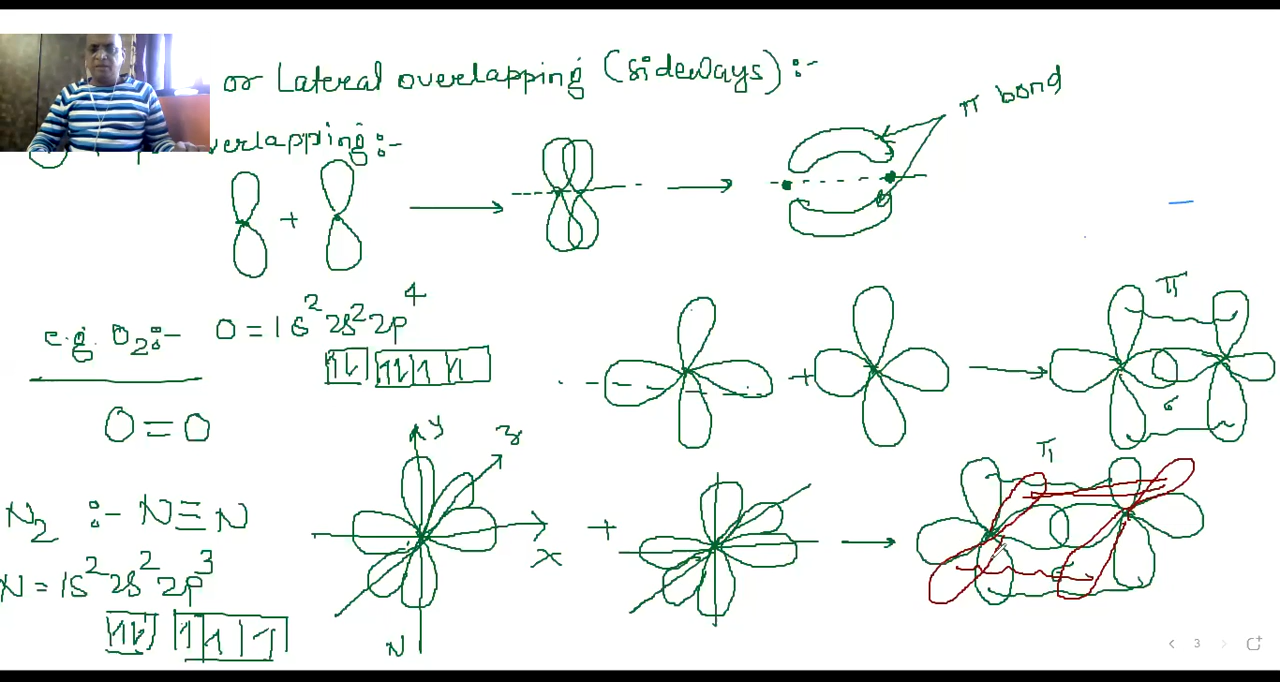 or Lateral overlapping (sideways) :-
verlapping :-
π bond
+
e.g. O2 :- O = 1s² 2s² 2p⁴
O = O
+
π
σ
N2 :- N ≡ N
N = 1s² 2s² 2p³
y
z
x
N
+
π
σ
3